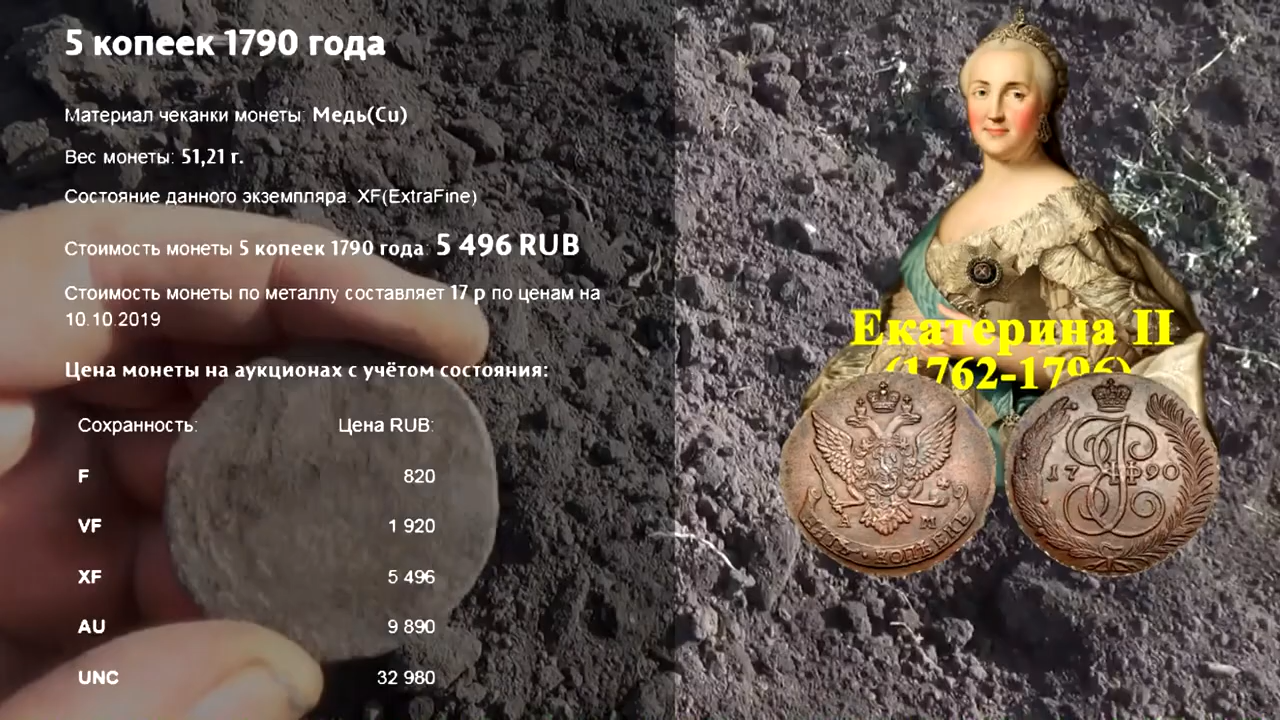 5 копеек 1790 года
Материал чеканки монеты: Медь(Cu)
Вес монеты: 51,21 г.
Состояние данного экземпляра: XF(ExtraFine)
Стоимость монеты 5 копеек 1790 года: 5 496 RUB
Стоимость монеты по металлу составляет 17 р по ценам на
10.10.2019
Цена монеты на аукционах с учётом состояния:
Сохранность: Цена RUB:
F 820
VF 1 920
XF 5 496
AU 9 890
UNC 32 980
Екатерина II
(1762-1796)
А М
КОПѢЕКЪ
17 90